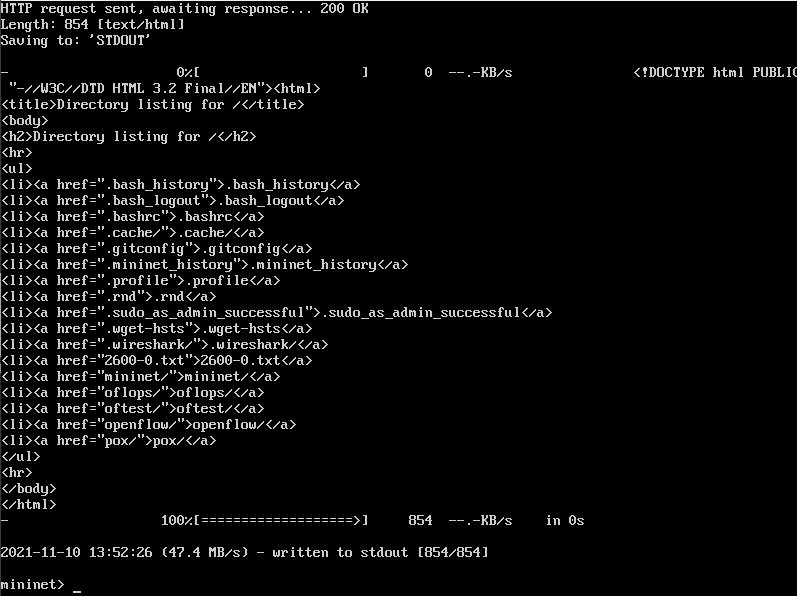 HTTP request sent, awaiting response... 200 OK
Length: 854 [text/html]
Saving to: 'STDOUT'
-                     0%[                    ]       0  --.-KB/s               <!DOCTYPE html PUBLIC
 "-//W3C//DTD HTML 3.2 Final//EN"><html>
<title>Directory listing for /</title>
<body>
<h2>Directory listing for /</h2>
<hr>
<ul>
<li><a href=".bash_history">.bash_history</a>
<li><a href=".bash_logout">.bash_logout</a>
<li><a href=".bashrc">.bashrc</a>
<li><a href=".cache/">.cache/</a>
<li><a href=".gitconfig">.gitconfig</a>
<li><a href=".mininet_history">.mininet_history</a>
<li><a href=".profile">.profile</a>
<li><a href=".rnd">.rnd</a>
<li><a href=".sudo_as_admin_successful">.sudo_as_admin_successful</a>
<li><a href=".wget-hsts">.wget-hsts</a>
<li><a href=".wireshark/">.wireshark/</a>
<li><a href="2600-0.txt">2600-0.txt</a>
<li><a href="mininet/">mininet/</a>
<li><a href="oflops/">oflops/</a>
<li><a href="oftest/">oftest/</a>
<li><a href="openflow/">openflow/</a>
<li><a href="pox/">pox/</a>
</ul>
<hr>
</body>
</html>
-                   100%[===================>]     854  --.-KB/s    in 0s
2021-11-10 13:52:26 (47.4 MB/s) - written to stdout [854/854]
mininet> _